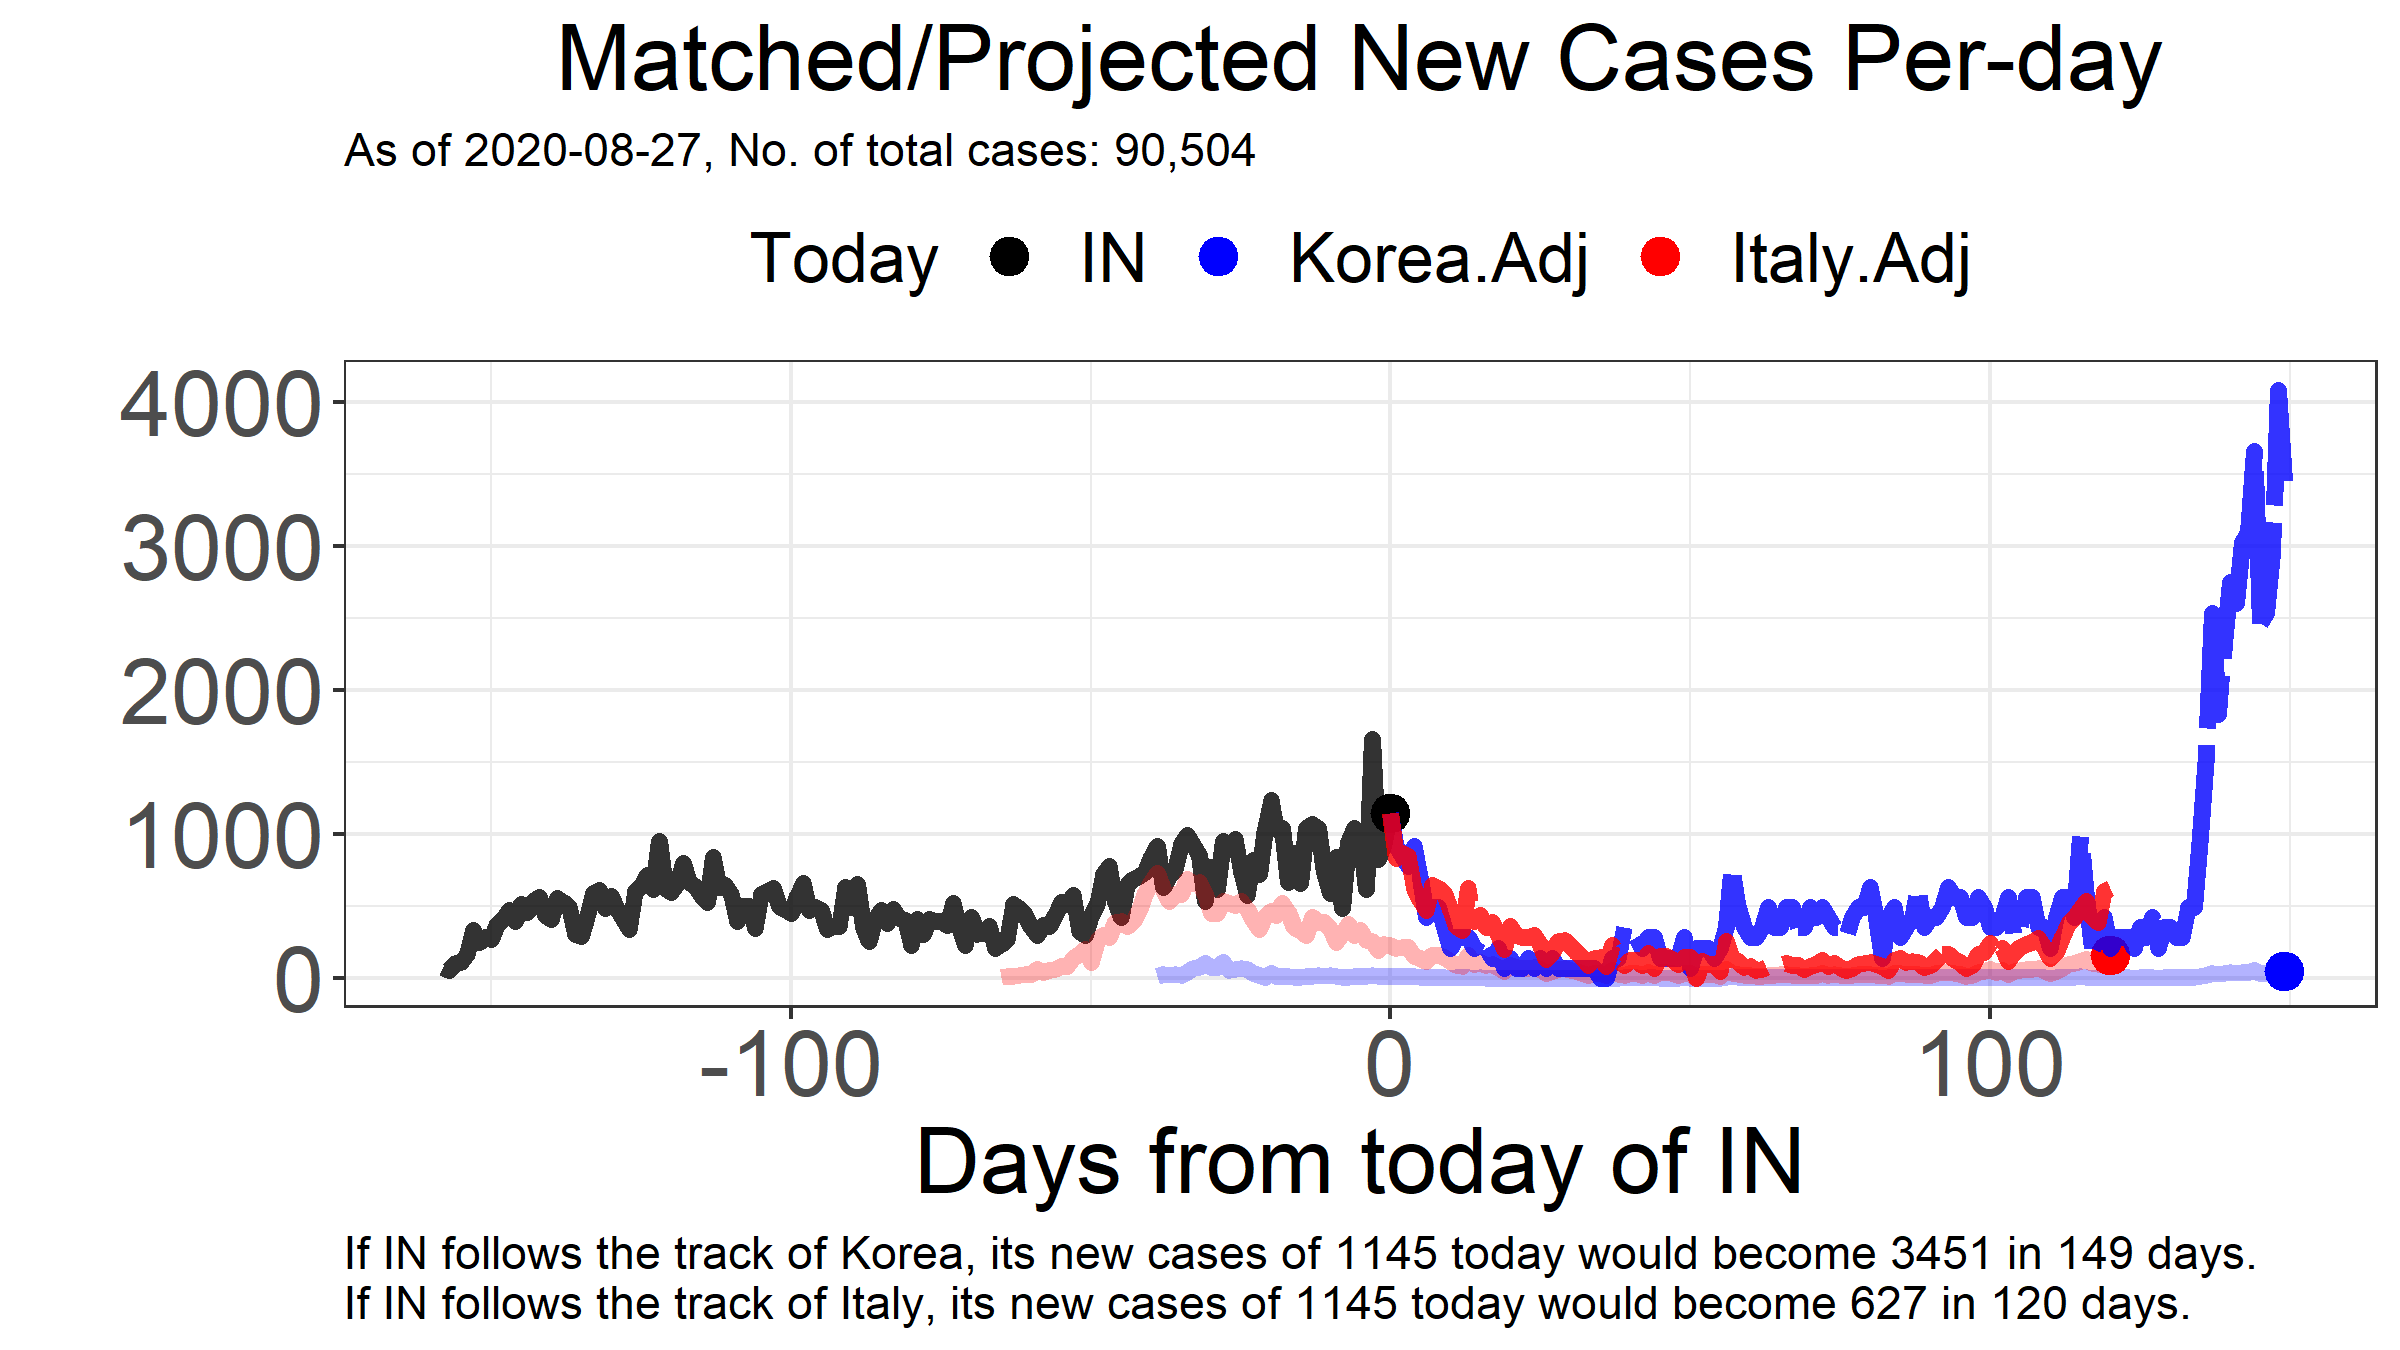 Matched/Projected New Cases Per-day
As of 2020-08-27, No. of total cases: 90,504
Today IN Korea.Adj Italy.Adj
4000
3000
2000
1000
0
-100 0 100
Days from today of IN
If IN follows the track of Korea, its new cases of 1145 today would become 3451 in 149 days.
If IN follows the track of Italy, its new cases of 1145 today would become 627 in 120 days.